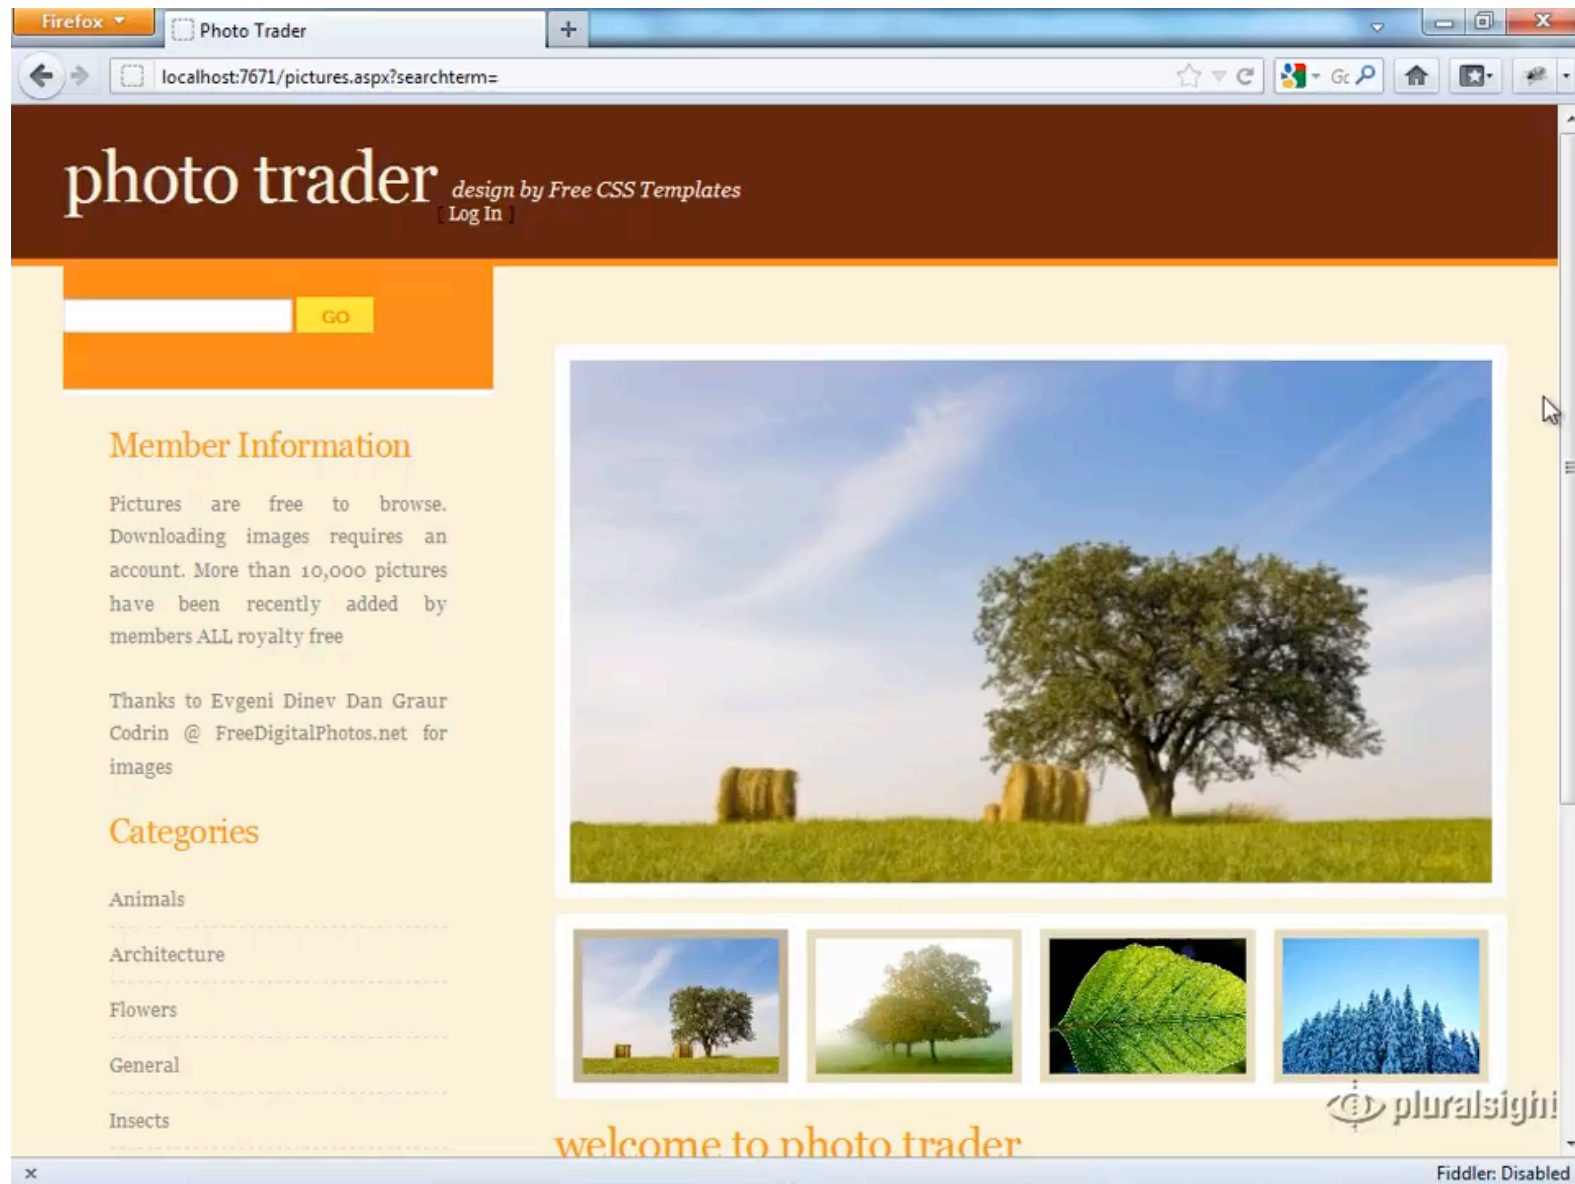 Firefox
Photo Trader
localhost:7671/pictures.aspx?searchterm=
photo trader design by Free CSS Templates
[ Log In ]
GO
Member Information
Pictures are free to browse.
Downloading images requires an
account. More than 10,000 pictures
have been recently added by
members ALL royalty free
Thanks to Evgeni Dinev Dan Graur
Codrin @ FreeDigitalPhotos.net for
images
Categories
Animals
Architecture
Flowers
General
Insects
pluralsight
welcome to photo trader
Fiddler: Disabled